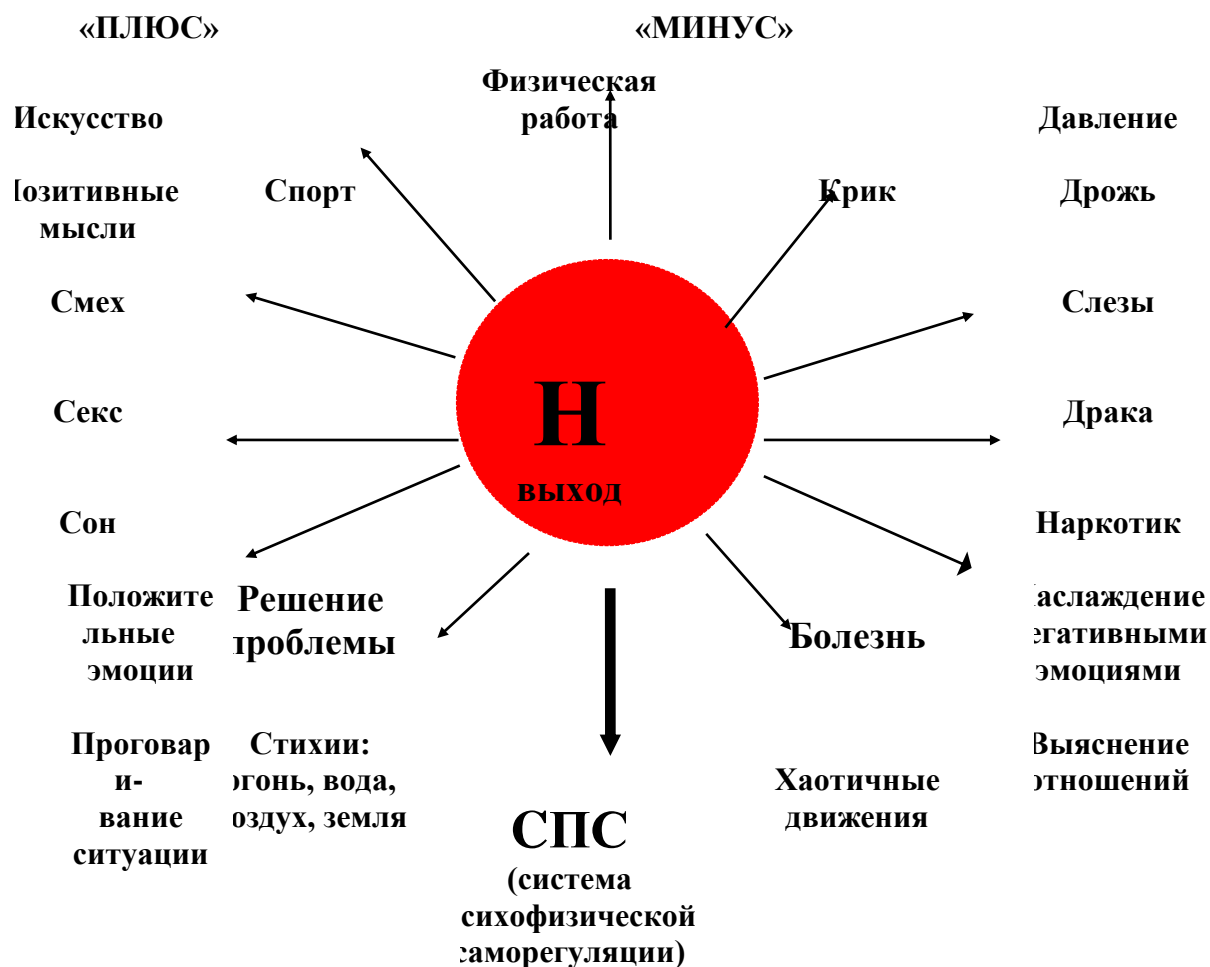 «ПЛЮС»
«МИНУС»
Физическая
работа
Искусство
Давление
озитивные
мысли
Спорт
Крик
Дрожь
Смех
Слезы
Н
выход
Секс
Драка
Сон
Наркотик
Положите
льные
эмоции
Решение
проблемы
Болезнь
аслаждение
егативными
эмоциями
Проговар
и-
вание
ситуации
Стихии:
огонь, вода,
оздух, земля
Хаотичные
движения
Выяснение
отношений
СПС
(система
сихофизической
саморегуляции)